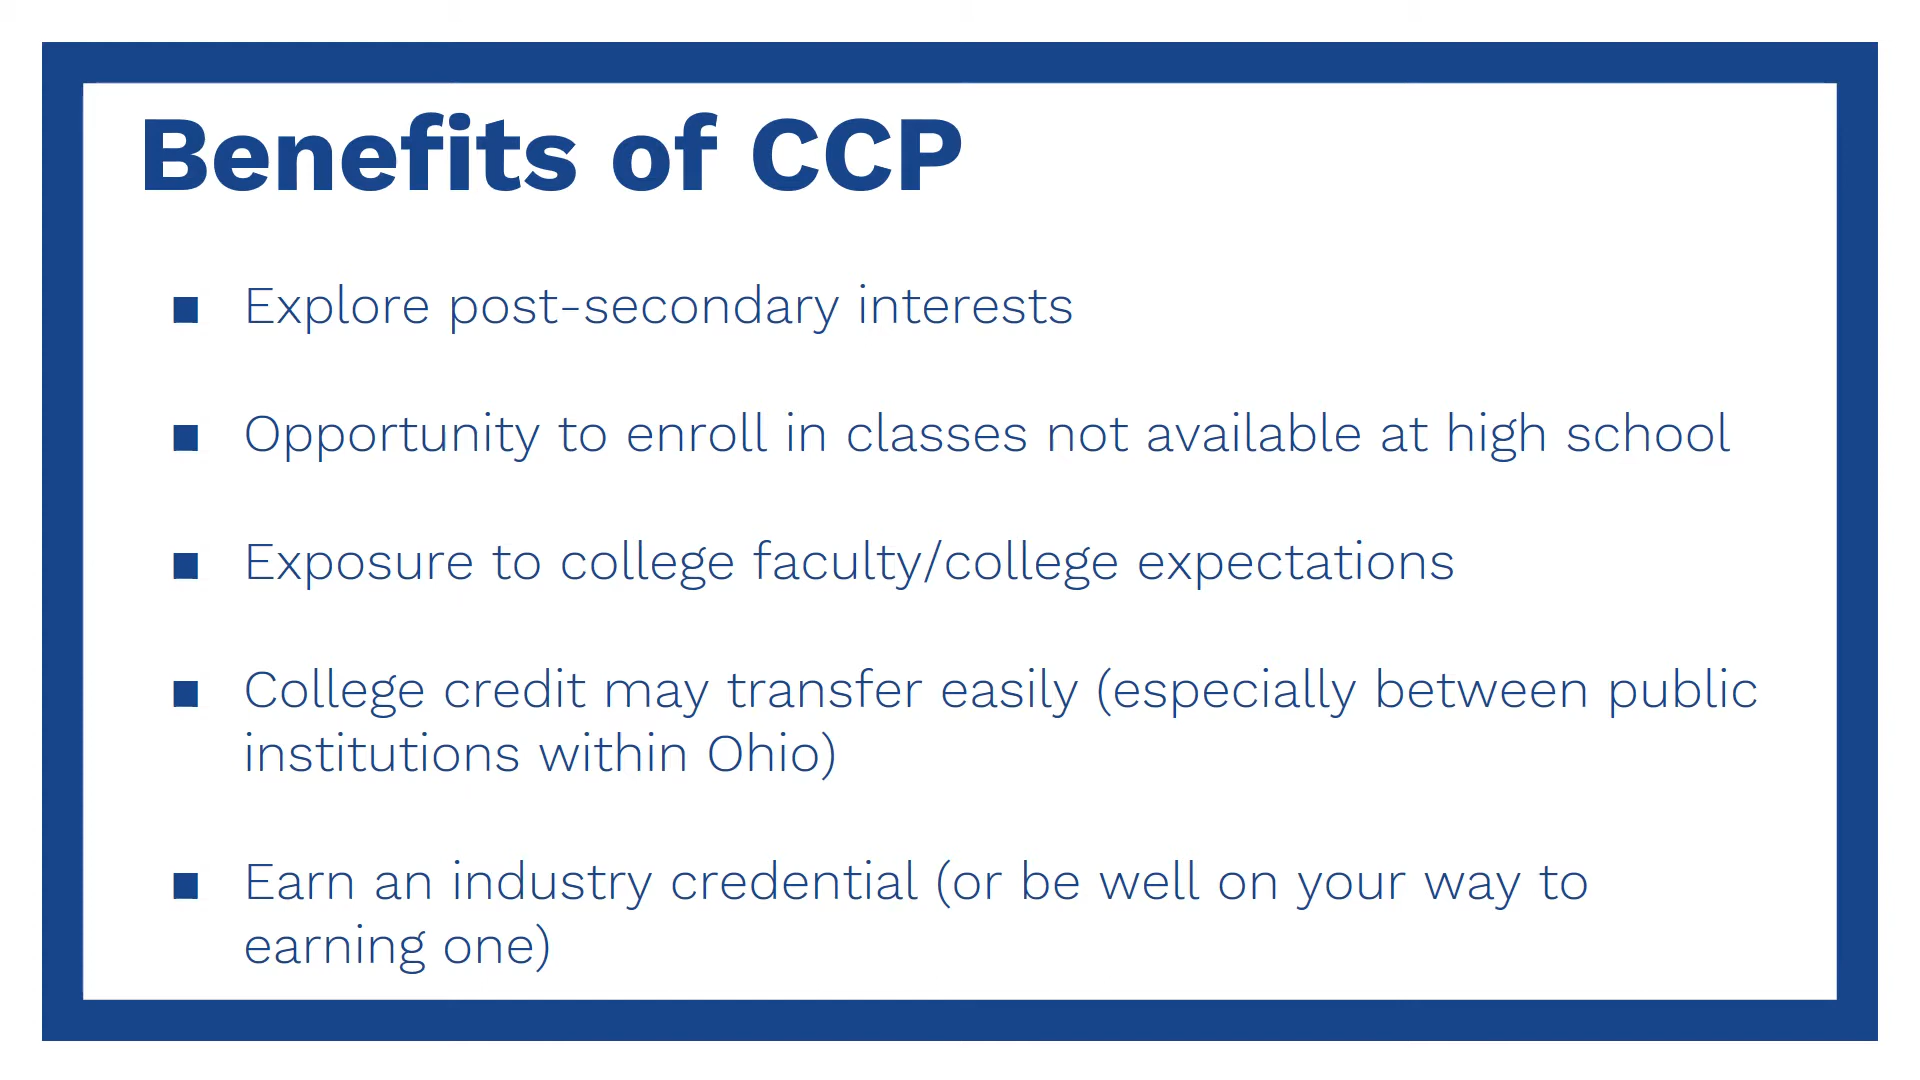 Benefits of CCP
■ Explore post-secondary interests
■ Opportunity to enroll in classes not available at high school
■ Exposure to college faculty/college expectations
■ College credit may transfer easily (especially between public
institutions within Ohio)
■ Earn an industry credential (or be well on your way to
earning one)